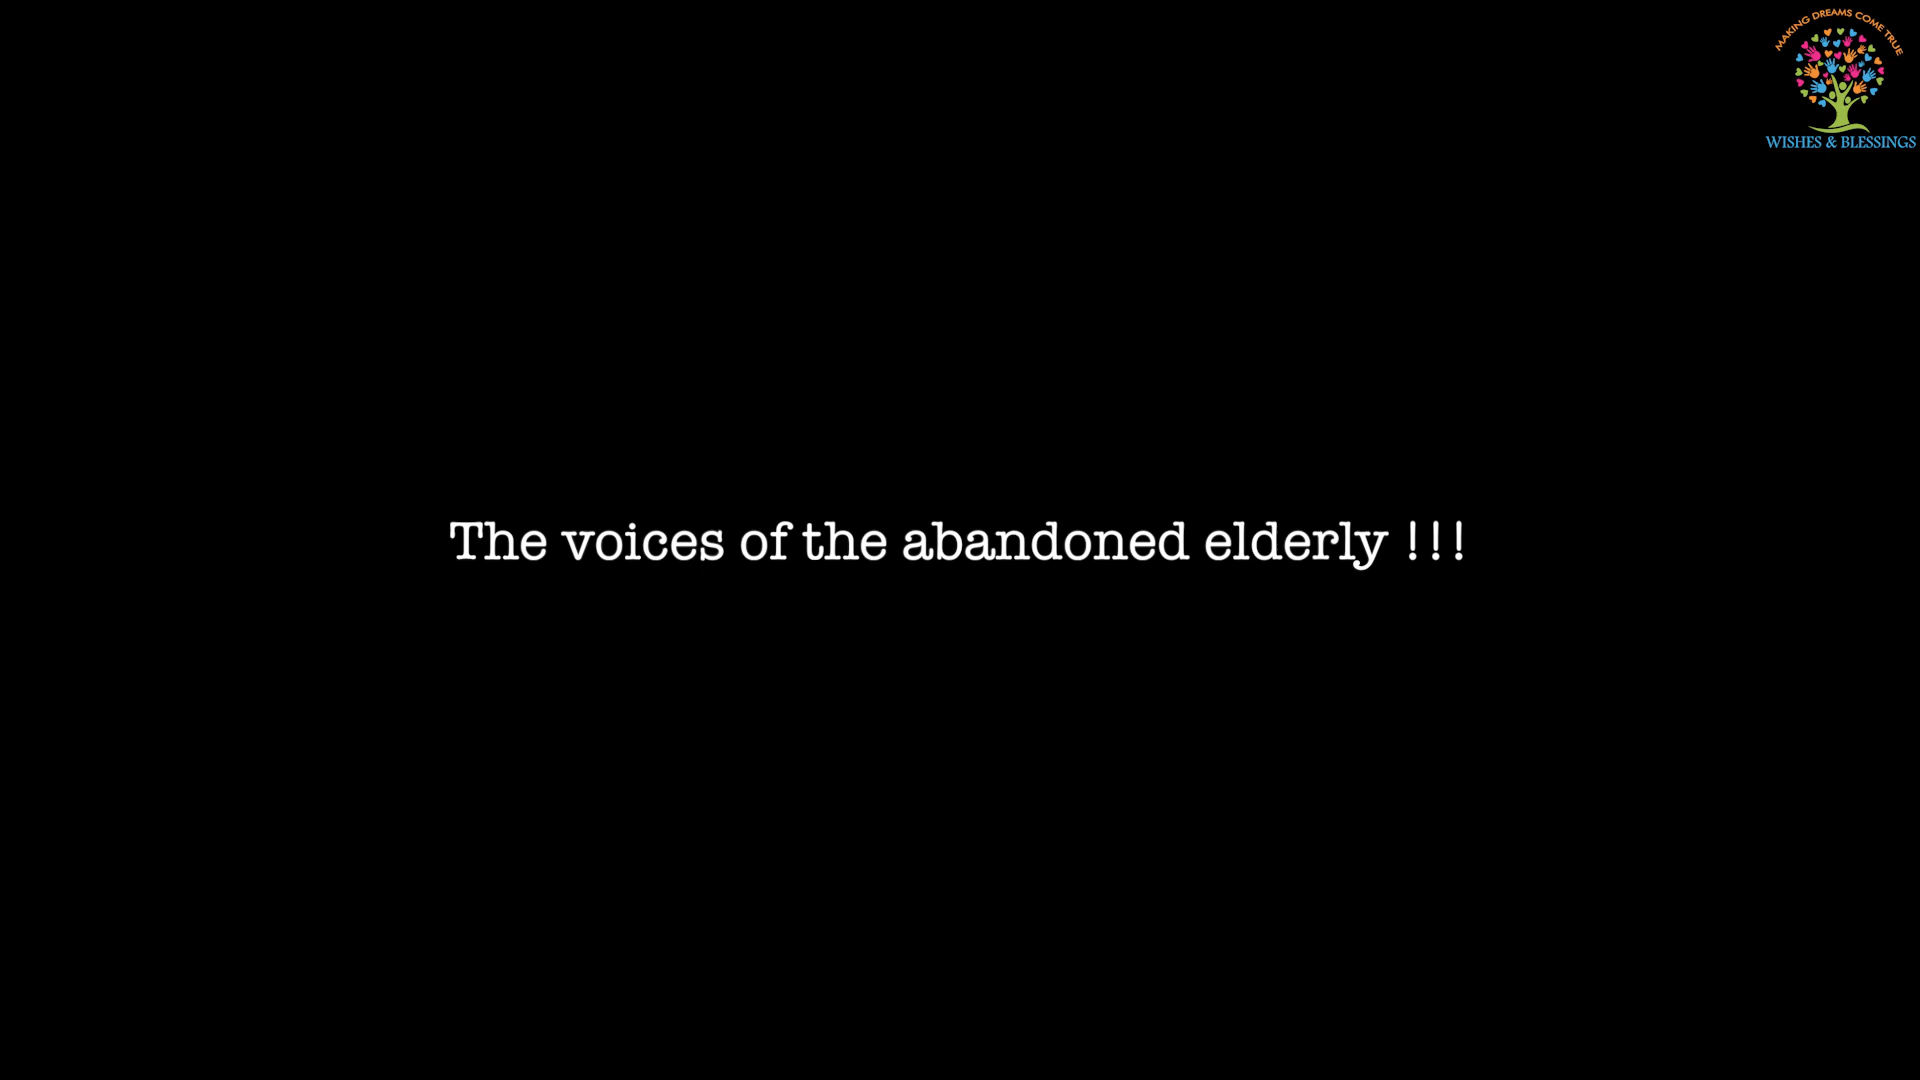 MAKING DREAMS COME TRUE
WISHES & BLESSINGS
The voices of the abandoned elderly !!!